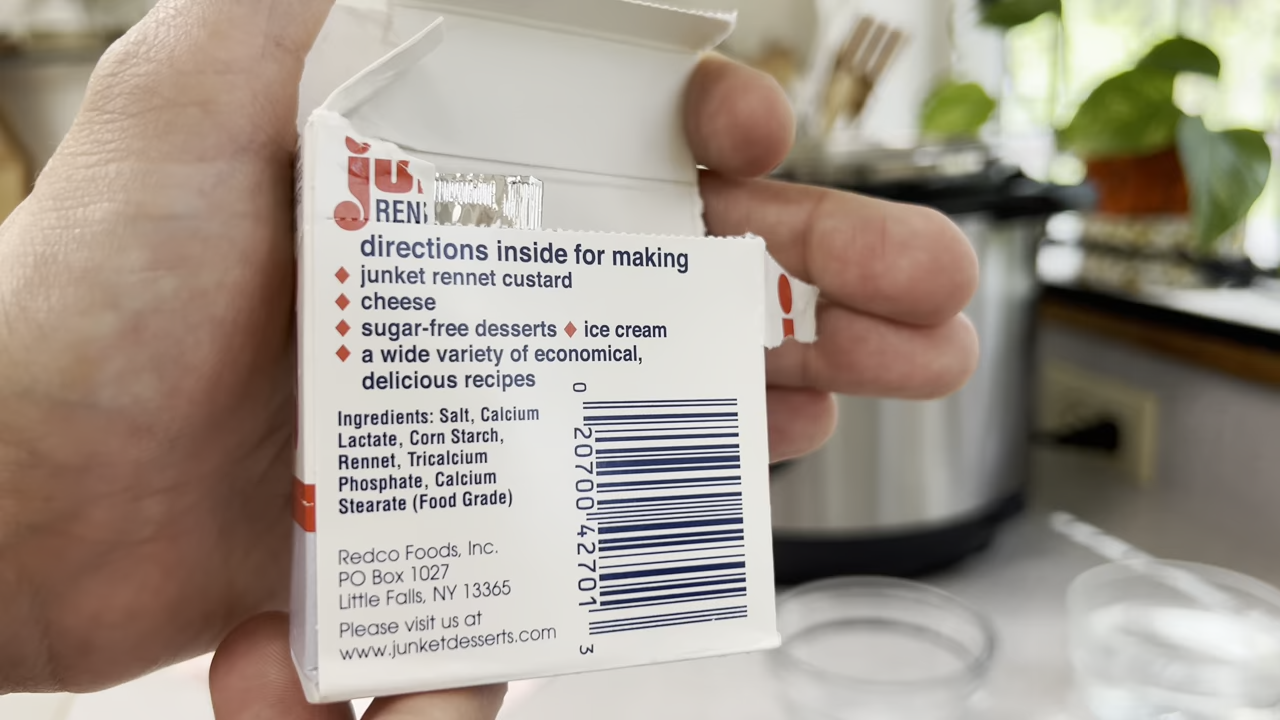 ju
REN
directions inside for making
♦ junket rennet custard
♦ cheese
♦ sugar-free desserts ♦ ice cream
♦ a wide variety of economical,
delicious recipes
Ingredients: Salt, Calcium
Lactate, Corn Starch,
Rennet, Tricalcium
Phosphate, Calcium
Stearate (Food Grade)
Redco Foods, Inc.
PO Box 1027
Little Falls, NY 13365
Please visit us at
www.junketdesserts.com
0 20700 42701 3